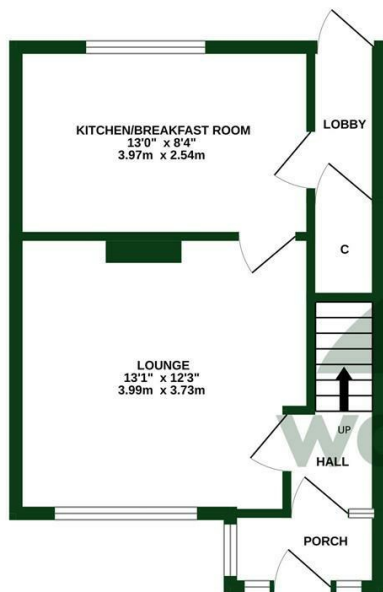 KITCHEN/BREAKFAST ROOM
13'0" x 8'4"
3.97m x 2.54m
LOBBY
C
LOUNGE
13'1" x 12'3"
3.99m x 3.73m
UP
HALL
PORCH